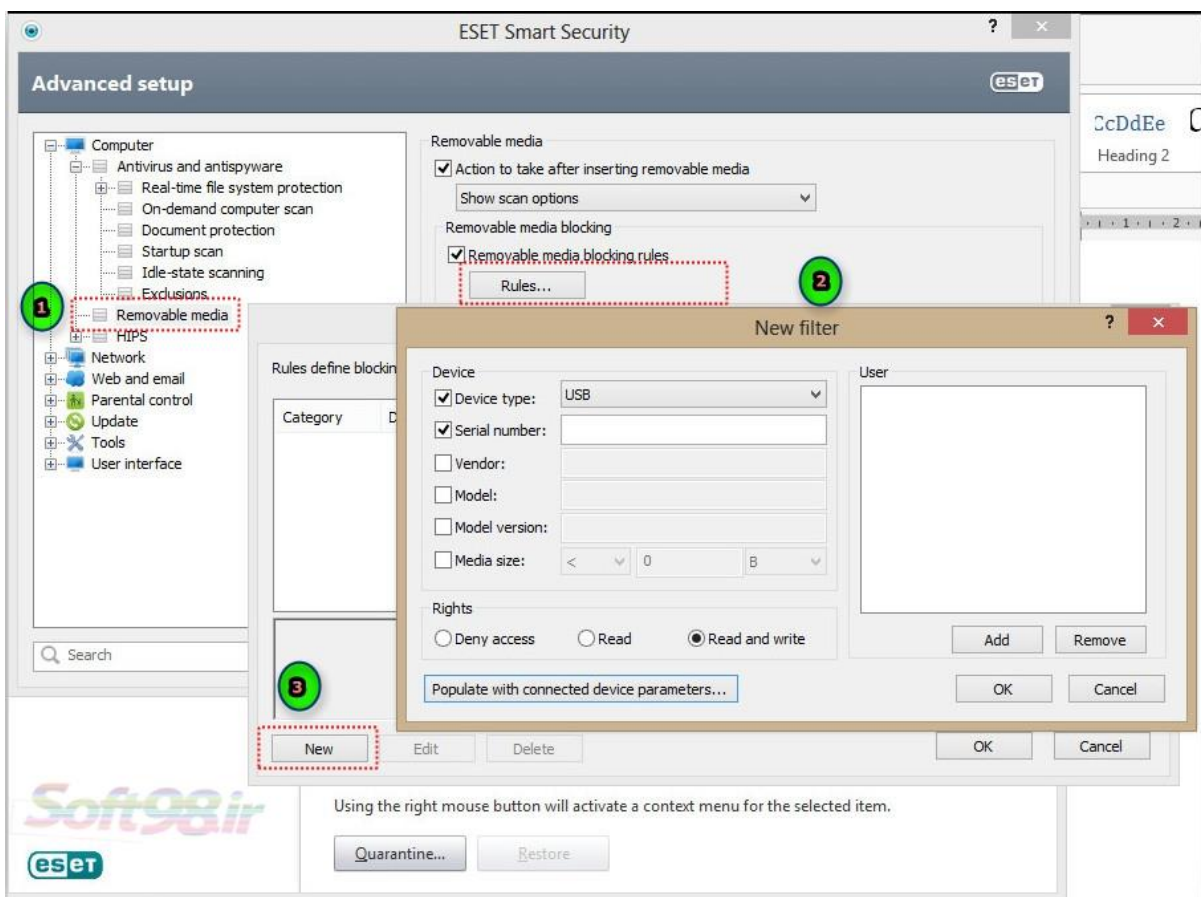 ESET Smart Security
?
×
Advanced setup
eseT
CcDdEe
Heading 2
1 2
Computer
Antivirus and antispyware
Real-time file system protection
On-demand computer scan
Document protection
Startup scan
Idle-state scanning
Exclusions
1
Removable media
HIPS
Network
Web and email
Parental control
Update
Tools
User interface
Search
Removable media
Action to take after inserting removable media
Show scan options
Removable media blocking
Removable media blocking rules
Rules...
2
Rules define blockin
Category D
3
New
Edit
Delete
OK
Cancel
New filter
?
×
Device
Device type: USB
Serial number:
Vendor:
Model:
Model version:
Media size: < 0 B
Rights
Deny access
Read
Read and write
Populate with connected device parameters...
User
Add
Remove
OK
Cancel
Soft98.ir
eseT
Using the right mouse button will activate a context menu for the selected item.
Quarantine...
Restore